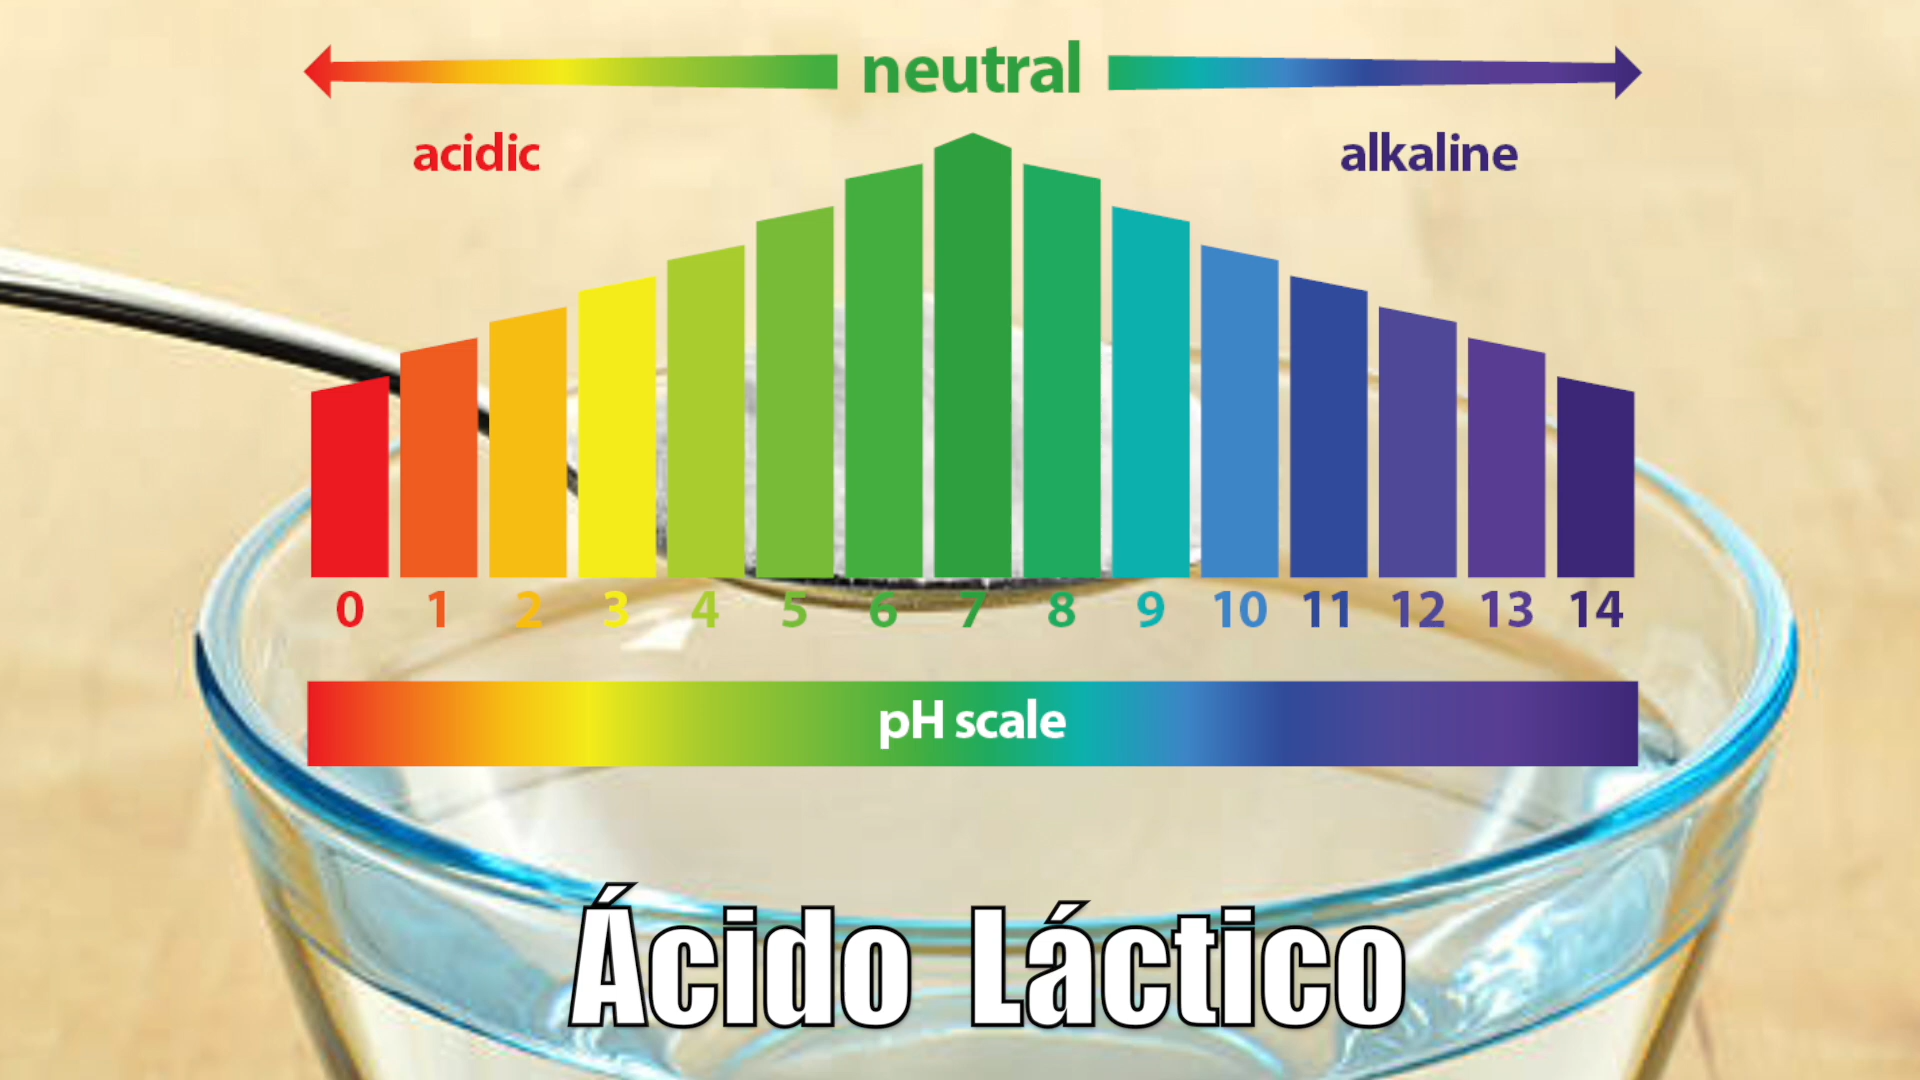 neutral
acidic alkaline
0 1 2 3 4 5 6 7 8 9 10 11 12 13 14
pH scale
Ácido Láctico